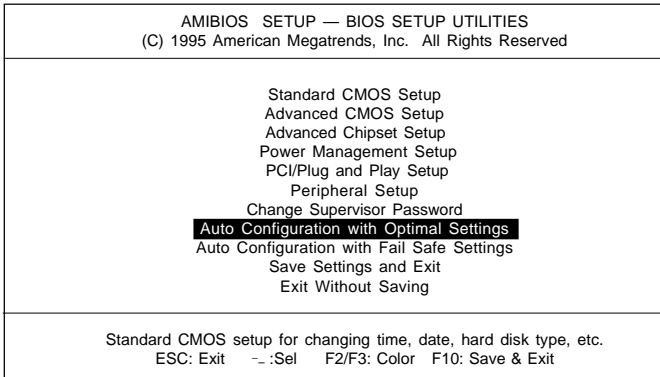 AMIBIOS SETUP — BIOS SETUP UTILITIES
(C) 1995 American Megatrends, Inc. All Rights Reserved
Standard CMOS Setup
Advanced CMOS Setup
Advanced Chipset Setup
Power Management Setup
PCI/Plug and Play Setup
Peripheral Setup
Change Supervisor Password
Auto Configuration with Optimal Settings
Auto Configuration with Fail Safe Settings
Save Settings and Exit
Exit Without Saving
Standard CMOS setup for changing time, date, hard disk type, etc.
ESC: Exit -_ :Sel F2/F3: Color F10: Save & Exit